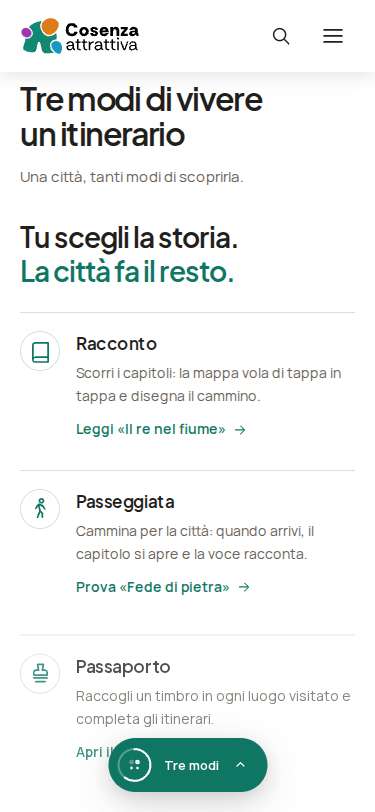 Cosenza
attrattiva
Tre modi di vivere
un itinerario
Una città, tanti modi di scoprirla.
Tu scegli la storia.
La città fa il resto.
Racconto
Scorri i capitoli: la mappa vola di tappa in
tappa e disegna il cammino.
Leggi «Il re nel fiume» →
Passeggiata
Cammina per la città: quando arrivi, il
capitolo si apre e la voce racconta.
Prova «Fede di pietra» →
Passaporto
Raccogli un timbro in ogni luogo visitato e
completa gli itinerari.
Apri il
Tre modi